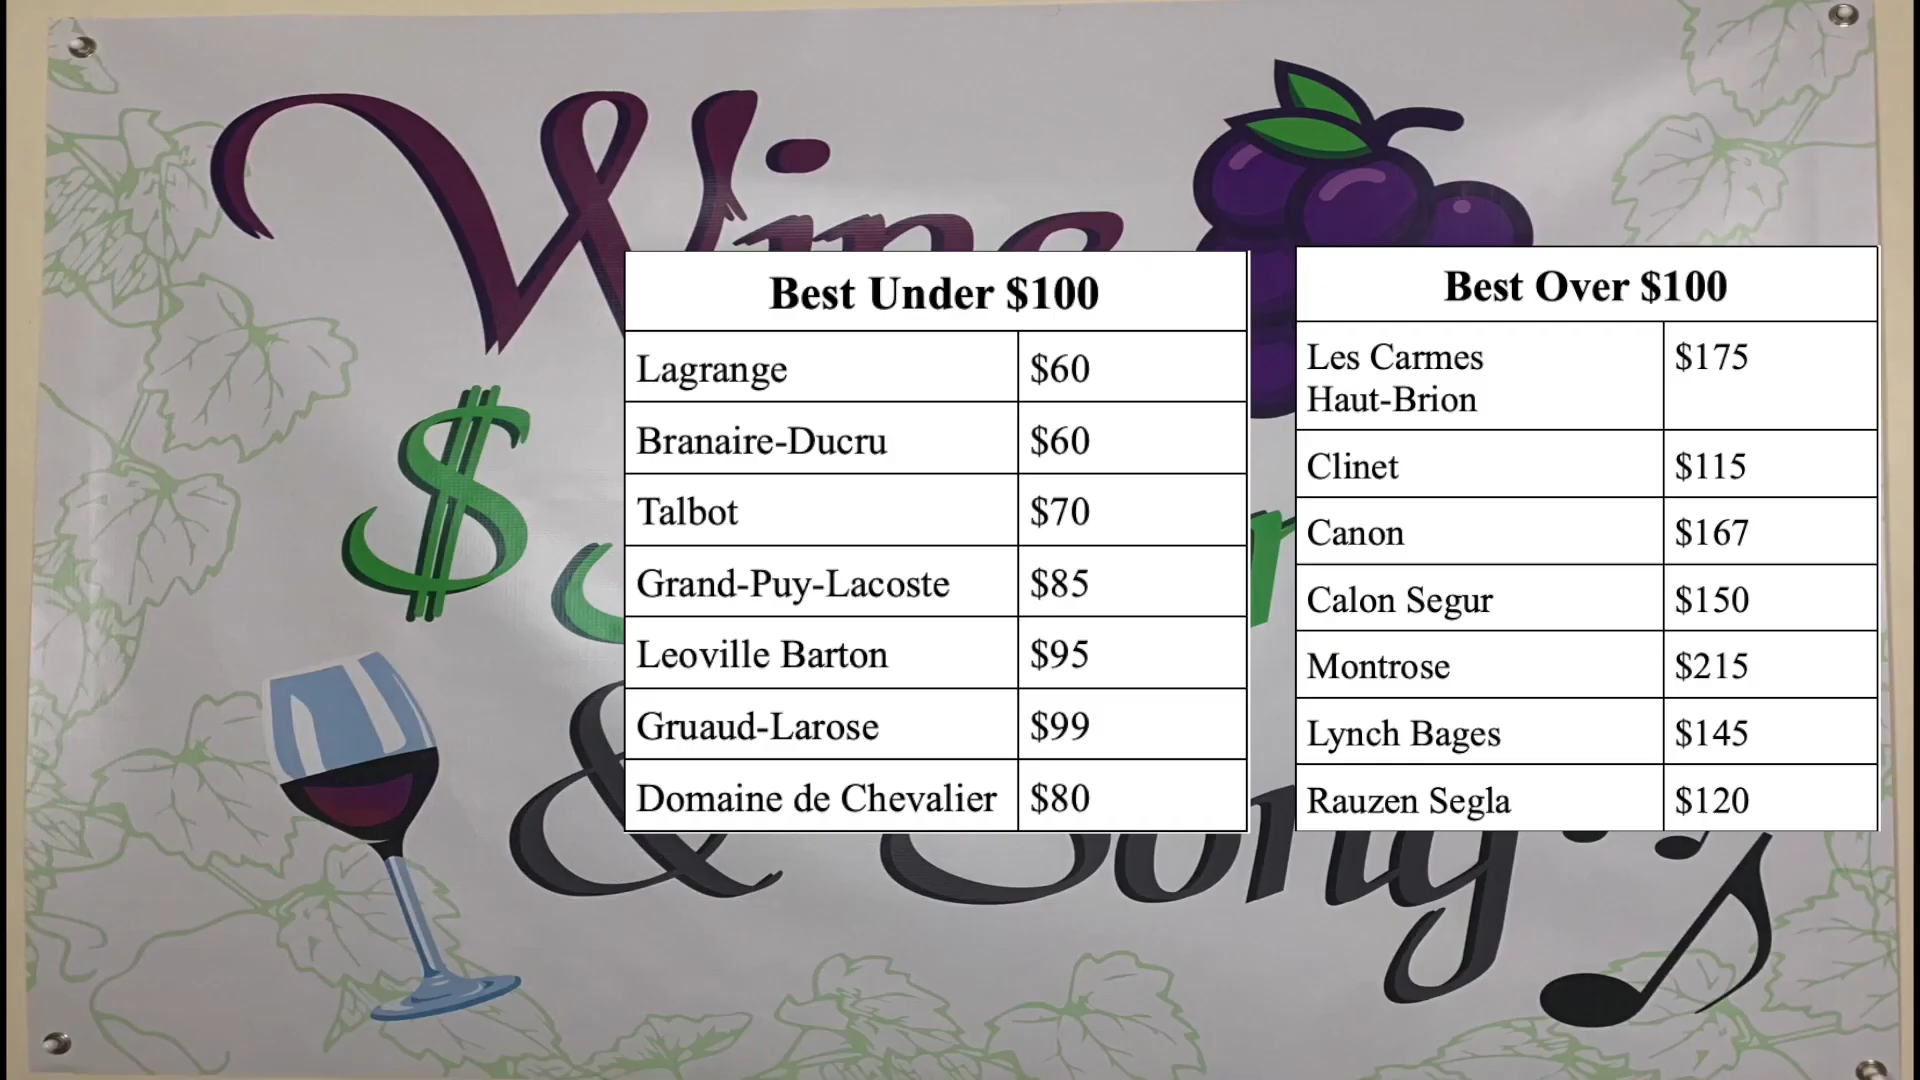 Wine
$
& Song
Best Under $100
Lagrange $60
Branaire-Ducru $60
Talbot $70
Grand-Puy-Lacoste $85
Leoville Barton $95
Gruaud-Larose $99
Domaine de Chevalier $80
Best Over $100
Les Carmes
Haut-Brion $175
Clinet $115
Canon $167
Calon Segur $150
Montrose $215
Lynch Bages $145
Rauzen Segla $120